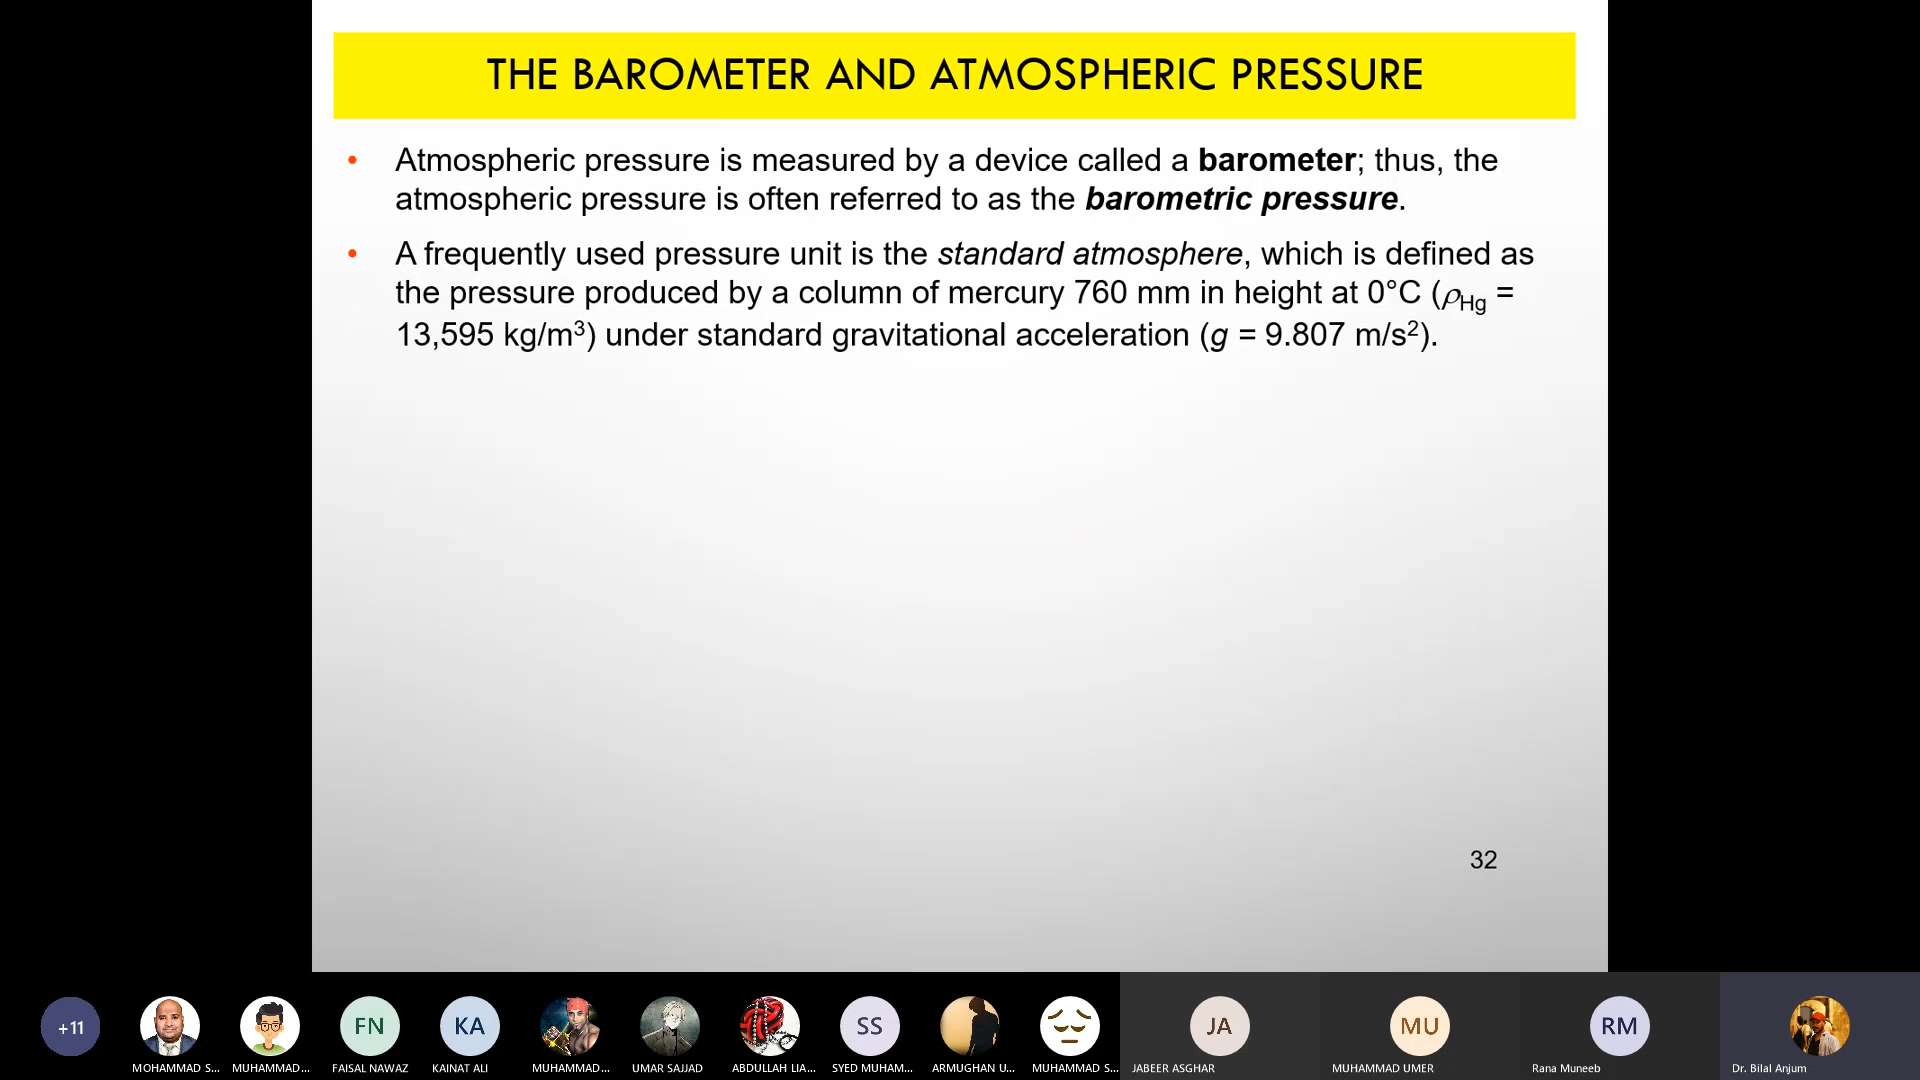 THE BAROMETER AND ATMOSPHERIC PRESSURE
• Atmospheric pressure is measured by a device called a barometer; thus, the
atmospheric pressure is often referred to as the barometric pressure.
• A frequently used pressure unit is the standard atmosphere, which is defined as
the pressure produced by a column of mercury 760 mm in height at 0°C (ρHg =
13,595 kg/m³) under standard gravitational acceleration (g = 9.807 m/s²).
32
+11
FN
KA
SS
JA
MU
RM
MOHAMMAD S...
MUHAMMAD...
FAISAL NAWAZ
KAINAT ALI
MUHAMMAD...
UMAR SAJJAD
ABDULLAH LIA...
SYED MUHAM...
ARMUGHAN U...
MUHAMMAD S...
JABEER ASGHAR
MUHAMMAD UMER
Rana Muneeb
Dr. Bilal Anjum